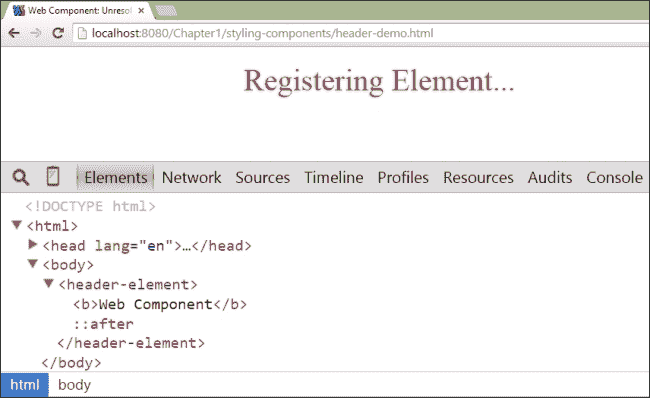 Web Component: Unresol
localhost:8080/Chapter1/styling-components/header-demo.html
Registering Element...
Elements Network Sources Timeline Profiles Resources Audits Console
<!DOCTYPE html>
<html>
<head lang="en">…</head>
<body>
<header-element>
<b>Web Component</b>
::after
</header-element>
</body>
html body